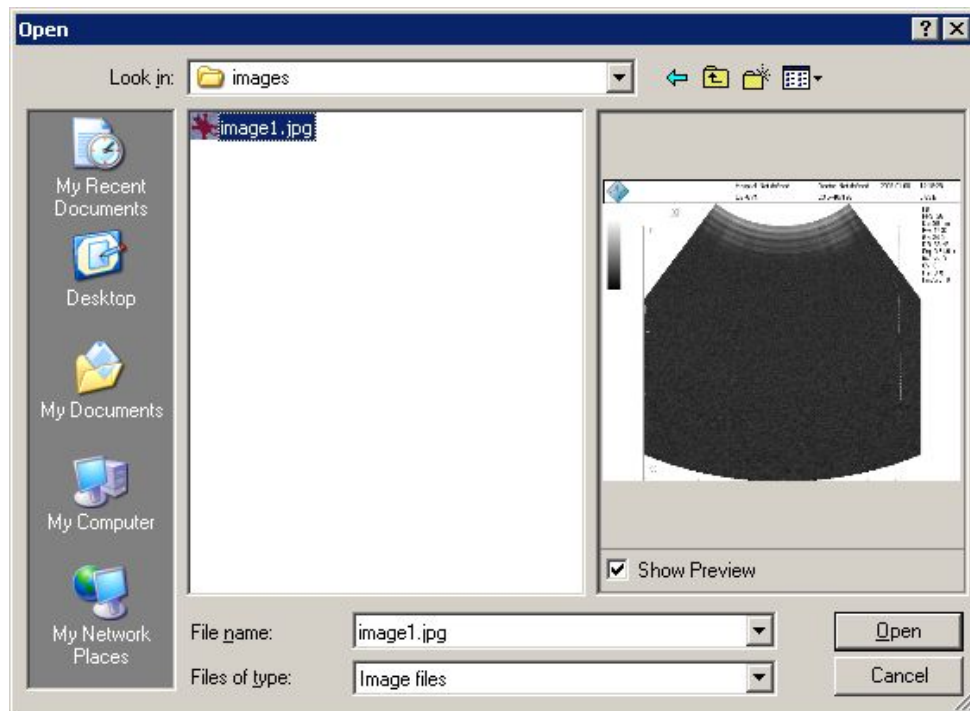 Open
Look in:
images
image1.jpg
My Recent
Documents
Desktop
My Documents
My Computer
My Network
Places
Show Preview
File name:
image1.jpg
Open
Files of type:
Image files
Cancel